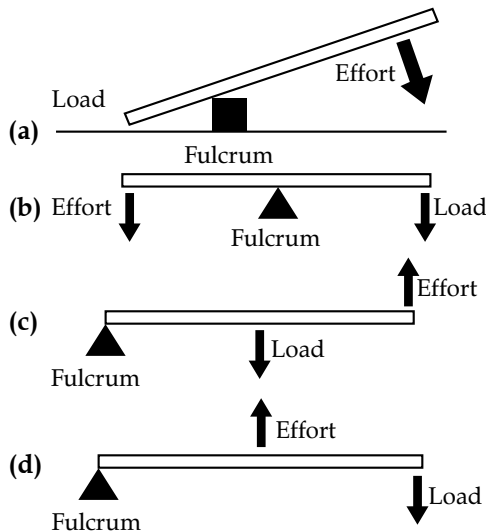 Effort
Load
(a)
Fulcrum
(b) Effort Load
Fulcrum
Effort
(c)
Load
Fulcrum
Effort
(d)
Load
Fulcrum